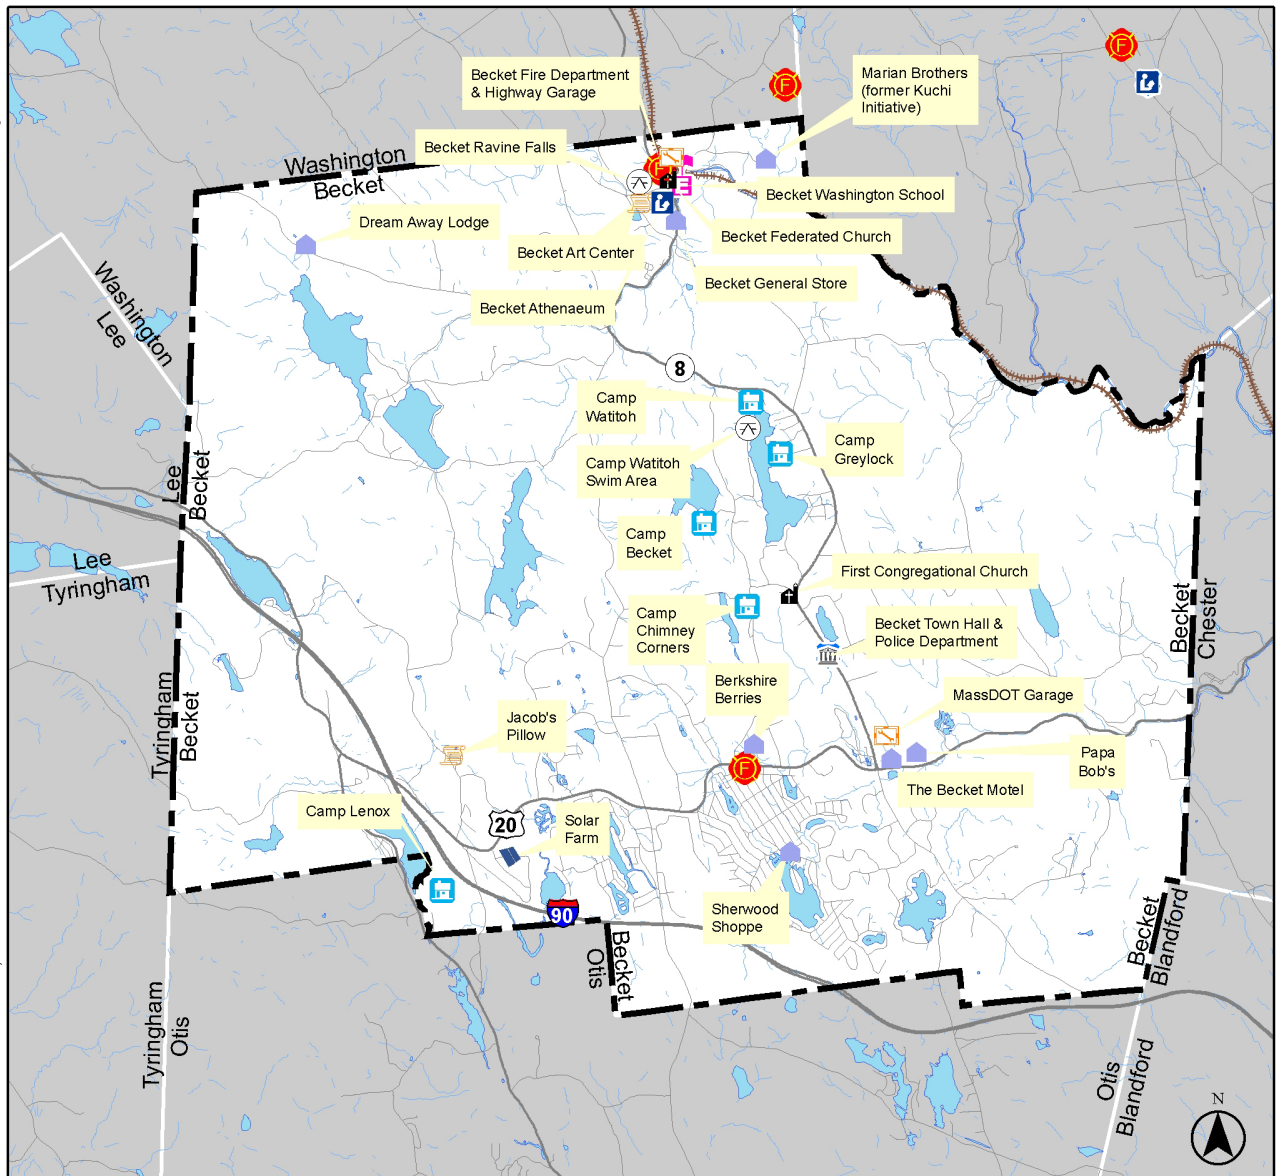 Becket Fire Department
& Highway Garage
Marian Brothers
(former Kuchi
Initiative)
F
F
F
Becket Ravine Falls
Washington
Becket
E
Becket Washington School
Dream Away Lodge
Becket Federated Church
Becket Art Center
Becket General Store
Becket Athenaeum
Washington
Lee
8
Camp
Watitoh
Camp
Greylock
Camp Watitoh
Swim Area
Lee
Becket
Camp
Becket
Lee
Tyringham
First Congregational Church
Camp
Chimney
Corners
Becket Town Hall &
Police Department
Becket
Chester
Berkshire
Berries
MassDOT Garage
Tyringham
Becket
Jacob's
Pillow
Papa
Bob's
F
The Becket Motel
Camp Lenox
20
Solar
Farm
90
Sherwood
Shoppe
Becket
Blandford
Otis
Becket
Tyringham
Otis
Otis
Blandford
N